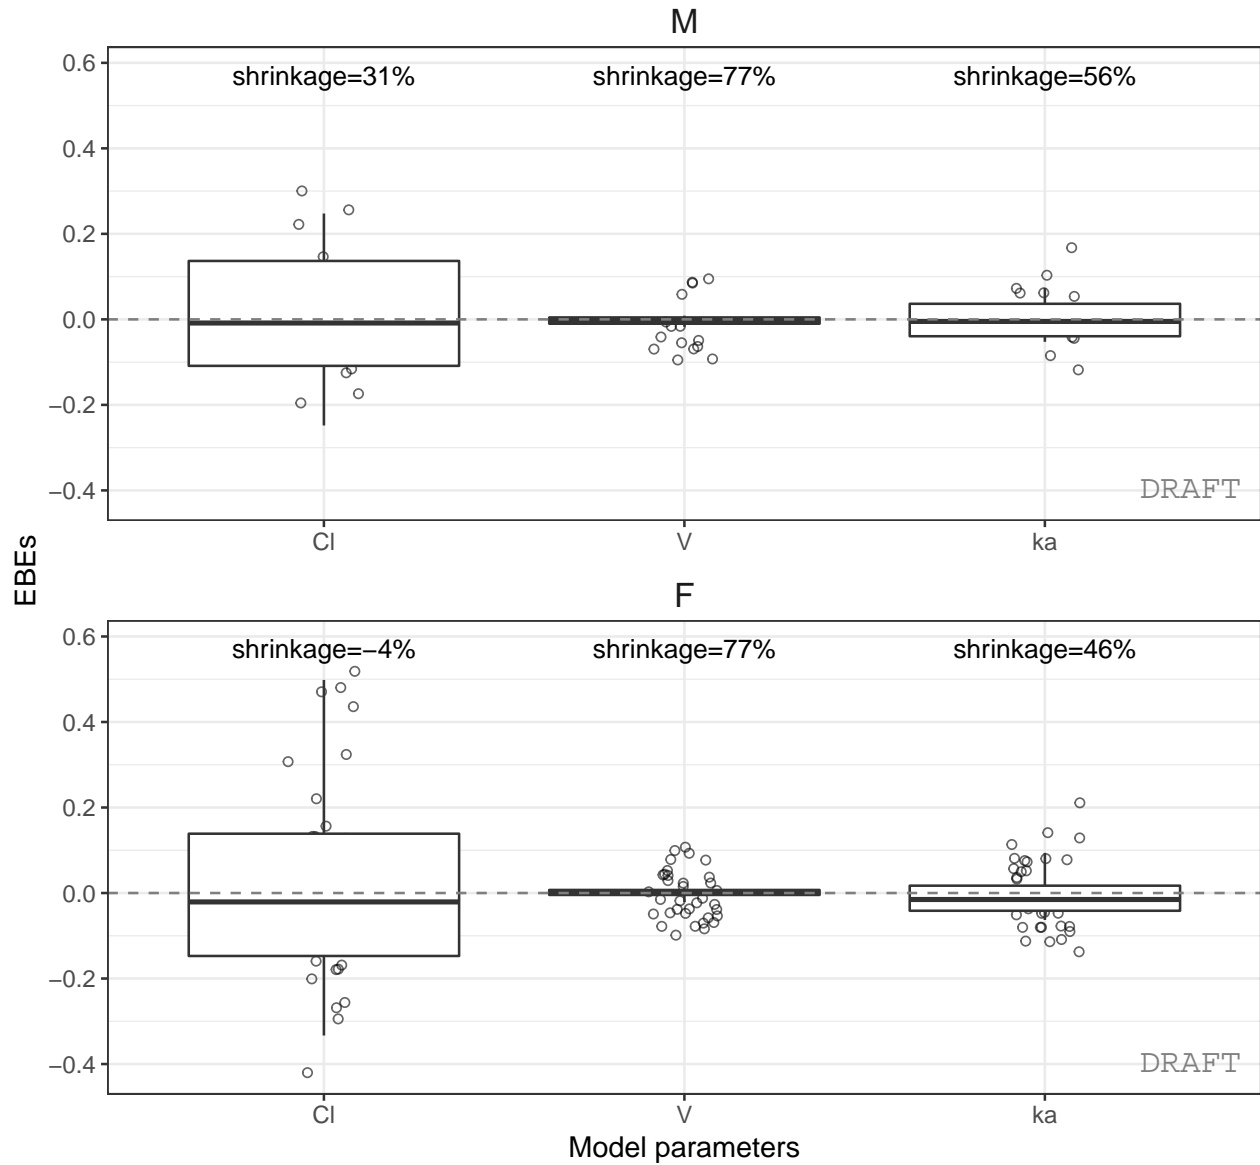 M
shrinkage=31% shrinkage=77% shrinkage=56%
0.6
0.4
0.2
0.0
−0.2
−0.4
DRAFT
Cl V ka
EBEs
F
shrinkage=−4% shrinkage=77% shrinkage=46%
0.6
0.4
0.2
0.0
−0.2
−0.4
DRAFT
Cl V ka
Model parameters